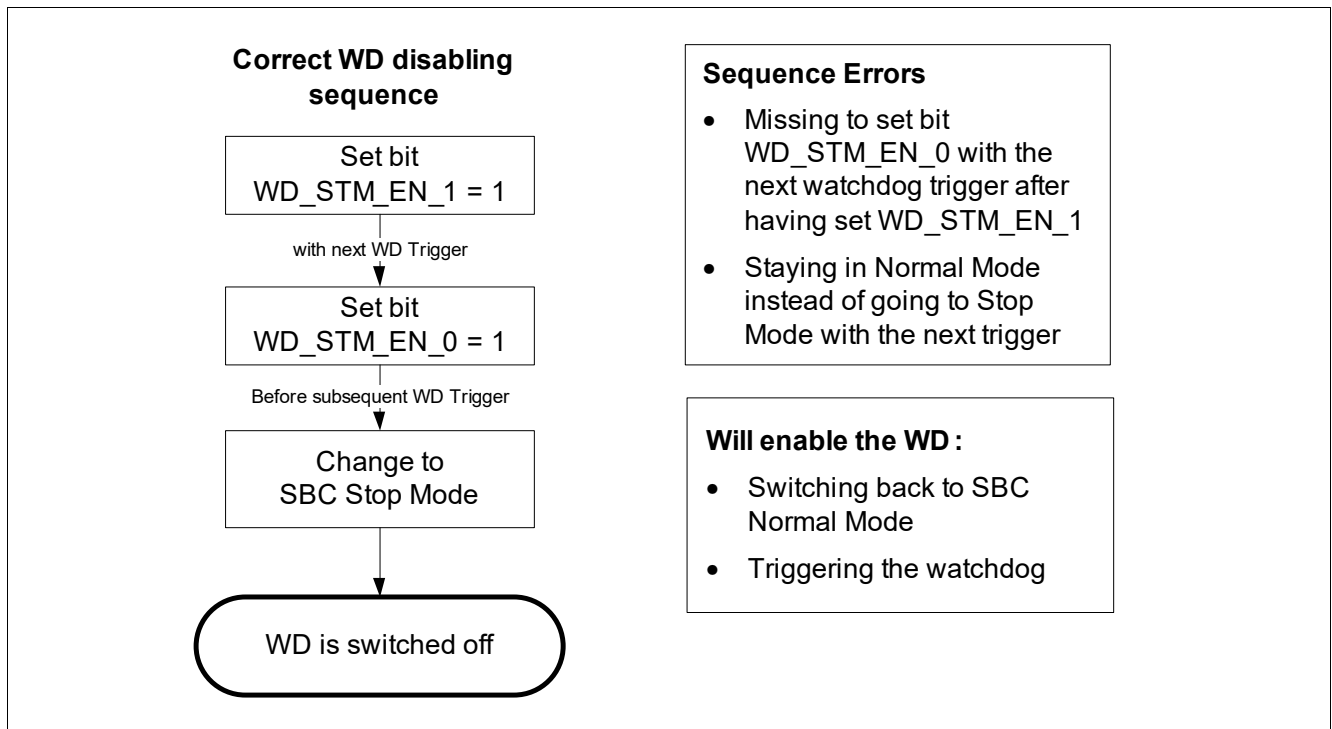 Correct WD disabling
sequence
Set bit
WD_STM_EN_1 = 1
with next WD Trigger
Set bit
WD_STM_EN_0 = 1
Before subsequent WD Trigger
Change to
SBC Stop Mode
WD is switched off
Sequence Errors
• Missing to set bit
WD_STM_EN_0 with the
next watchdog trigger after
having set WD_STM_EN_1
• Staying in Normal Mode
instead of going to Stop
Mode with the next trigger
Will enable the WD :
• Switching back to SBC
Normal Mode
• Triggering the watchdog